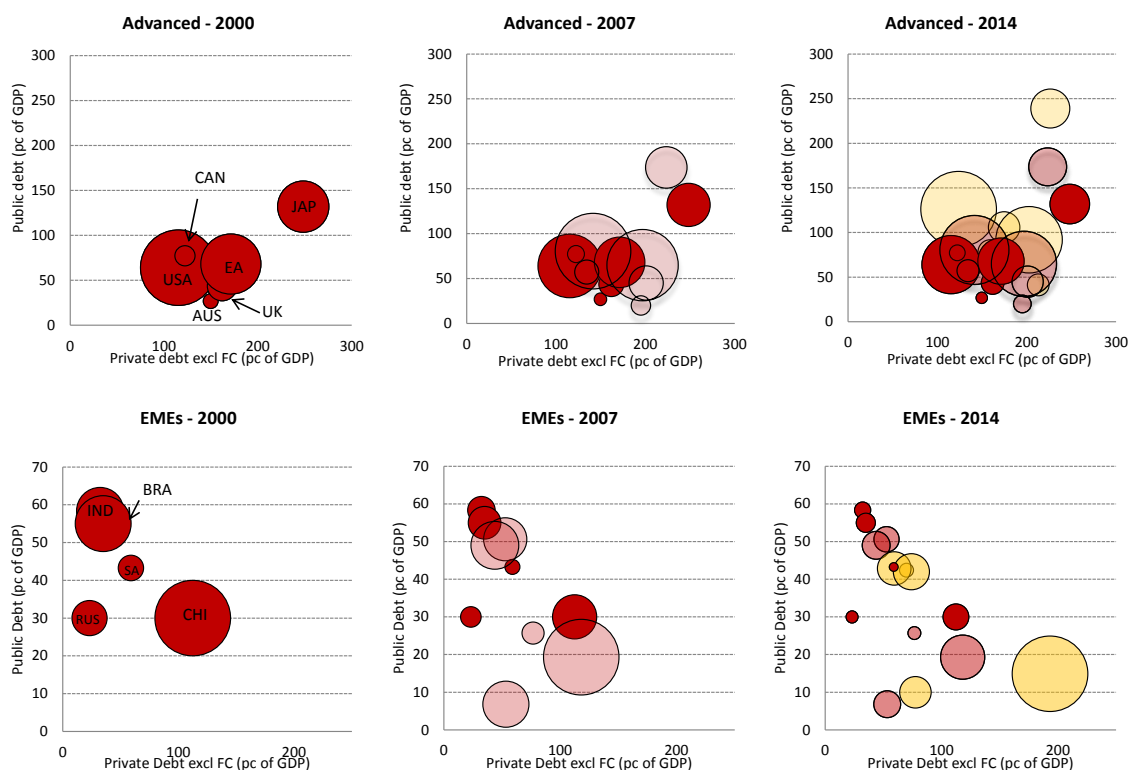 Advanced - 2000
Public debt (pc of GDP)
300
250
200
150
100
50
0
CAN
JAP
USA
EA
AUS
UK
0 100 200 300
Private debt excl FC (pc of GDP)
Advanced - 2007
300
250
200
150
100
50
0
0 100 200 300
Private debt excl FC (pc of GDP)
Advanced - 2014
Public debt (pc of GDP)
300
250
200
150
100
50
0
0 100 200 300
Private debt excl FC (pc of GDP)
EMEs - 2000
Public Debt (pc of GDP)
70
60
50
40
30
20
10
0
BRA
IND
SA
RUS
CHI
0 100 200
Private Debt excl FC (pc of GDP)
EMEs - 2007
Public Debt (pc of GDP)
70
60
50
40
30
20
10
0
0 100 200
Private Debt excl FC (pc of GDP)
EMEs - 2014
Public Debt (pc of GDP)
70
60
50
40
30
20
10
0
0 100 200
Private Debt excl FC (pc of GDP)